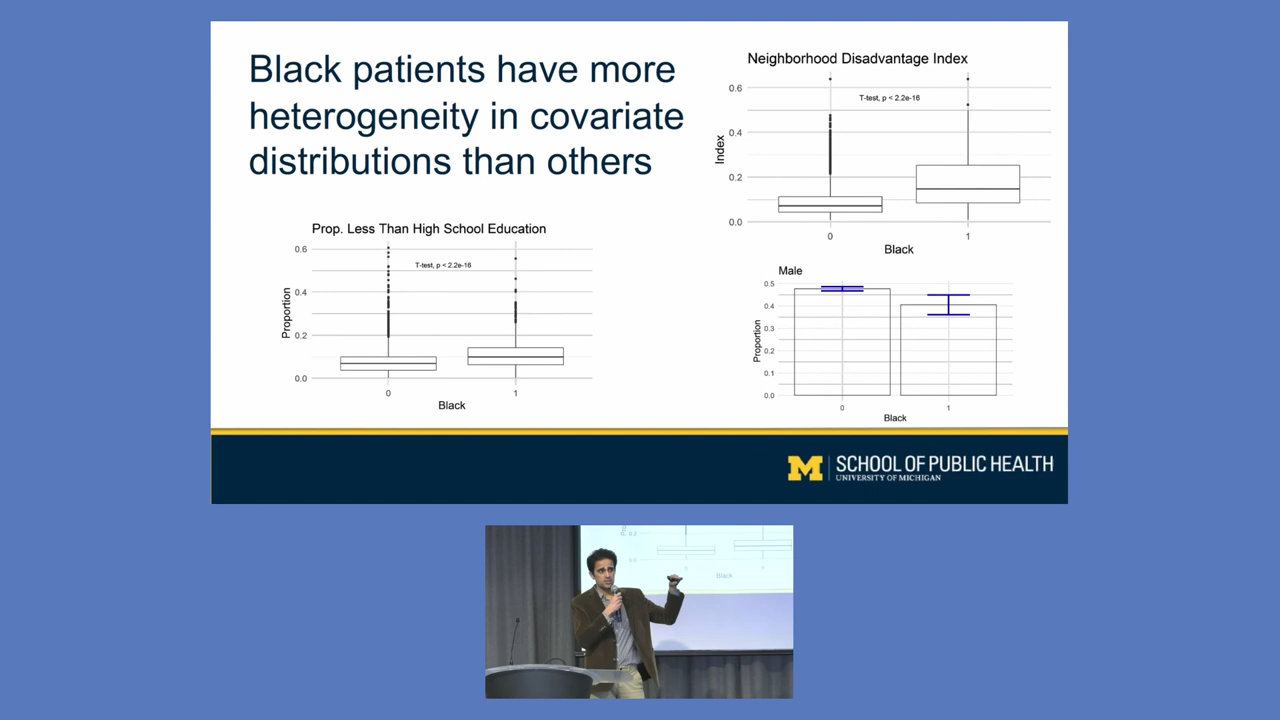 Black patients have more
heterogeneity in covariate
distributions than others
Neighborhood Disadvantage Index
T-test, p < 2.2e-16
Index
0.6
0.4
0.2
0.0
0
1
Black
Prop. Less Than High School Education
T-test, p < 2.2e-16
Proportion
0.6
0.4
0.2
0.0
0
1
Black
Male
Proportion
0.5
0.4
0.3
0.2
0.1
0.0
0
1
Black
M
SCHOOL OF PUBLIC HEALTH
UNIVERSITY OF MICHIGAN
Black